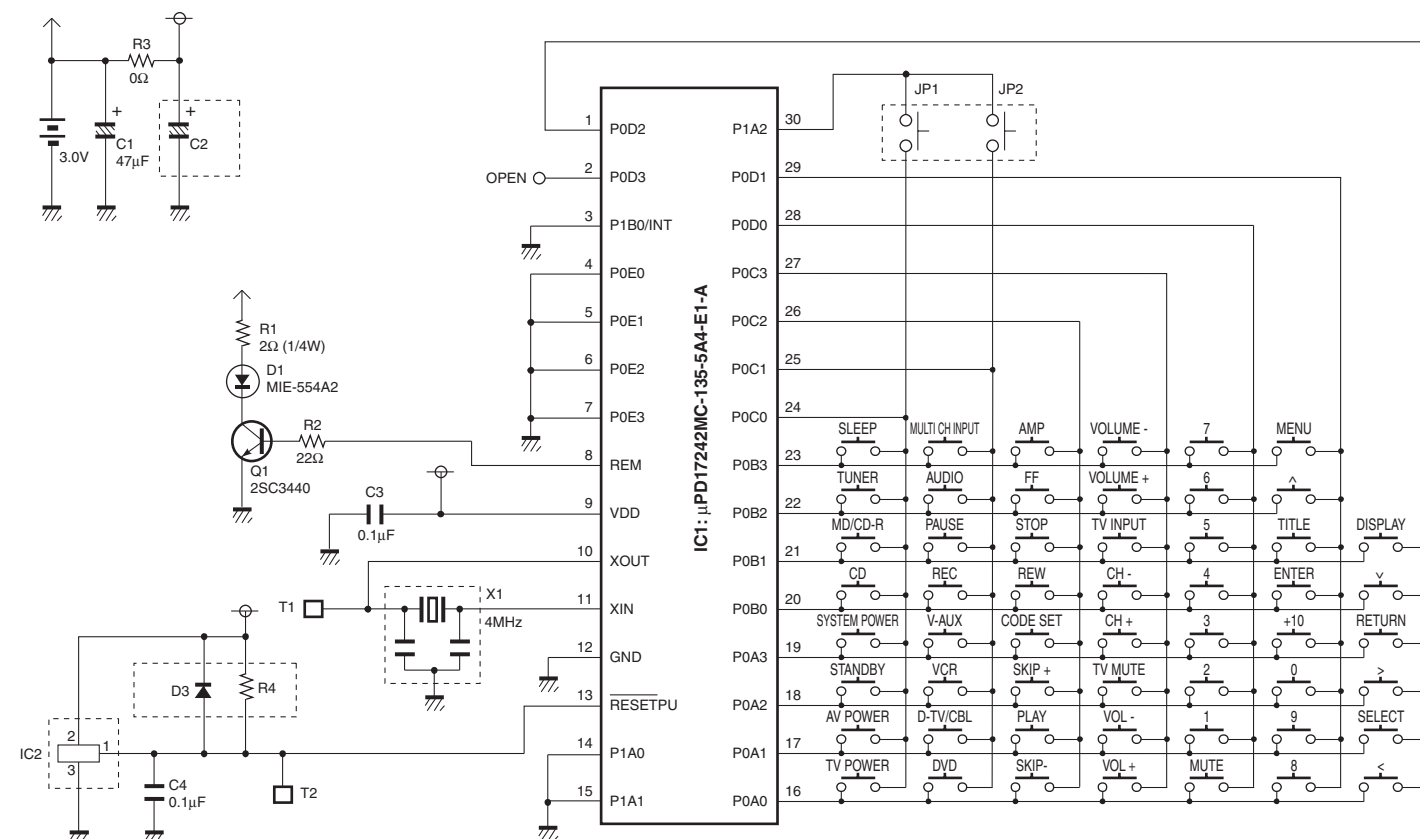 R3
0Ω
+
+
3.0V
C1
47μF
C2
JP1
JP2
IC1: μPD17242MC-135-5A4-E1-A
1
P0D2
P1A2
30
OPEN
2
P0D3
P0D1
29
3
P1B0/INT
P0D0
28
4
P0E0
P0C3
27
5
P0E1
P0C2
26
6
P0E2
P0C1
25
7
P0E3
P0C0
24
8
REM
P0B3
23
9
VDD
P0B2
22
10
XOUT
P0B1
21
11
XIN
P0B0
20
12
GND
P0A3
19
13
RESETPU
P0A2
18
14
P1A0
P0A1
17
15
P1A1
P0A0
16
R1
2Ω (1/4W)
D1
MIE-554A2
R2
22Ω
Q1
2SC3440
C3
0.1μF
T1
X1
4MHz
D3
R4
IC2
2
1
3
C4
0.1μF
T2
SLEEP MULTI CH INPUT AMP VOLUME - 7 MENU
TUNER AUDIO FF VOLUME + 6 ^
MD/CD-R PAUSE STOP TV INPUT 5 TITLE DISPLAY
CD REC REW CH - 4 ENTER v
SYSTEM POWER V-AUX CODE SET CH + 3 +10 RETURN
STANDBY VCR SKIP + TV MUTE 2 0 >
AV POWER D-TV/CBL PLAY VOL - 1 9 SELECT
TV POWER DVD SKIP- VOL + MUTE 8 <